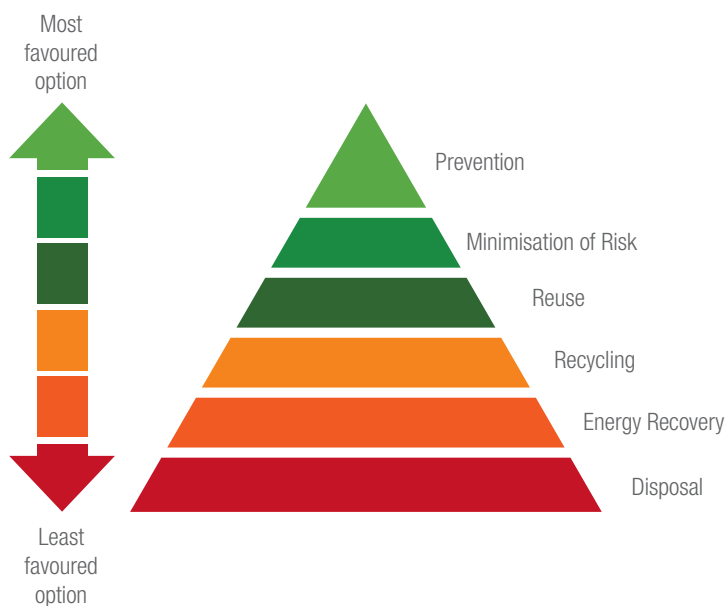 Most
favoured
option
Prevention
Minimisation of Risk
Reuse
Recycling
Energy Recovery
Disposal
Least
favoured
option